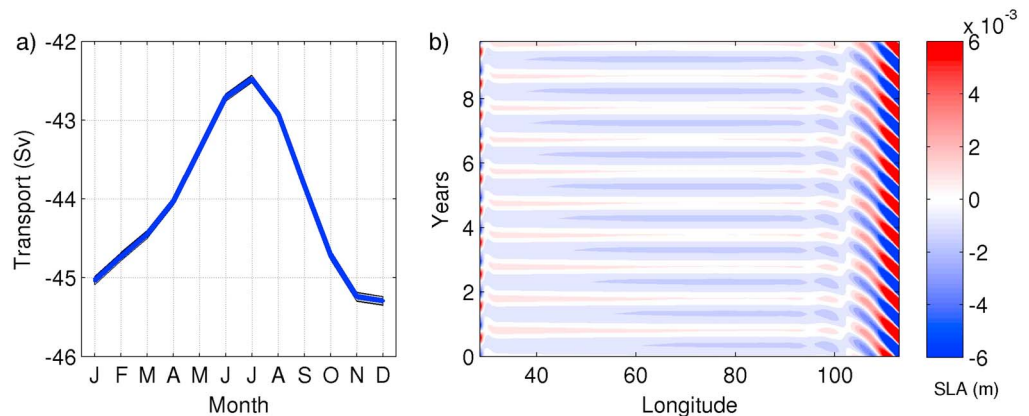 a)
-42
-43
-44
-45
-46
Transport (Sv)
J F M A M J J A S O N D
Month
b)
8
6
4
2
0
Years
40 60 80 100
Longitude
x 10-3
6
4
2
0
-2
-4
-6
SLA (m)